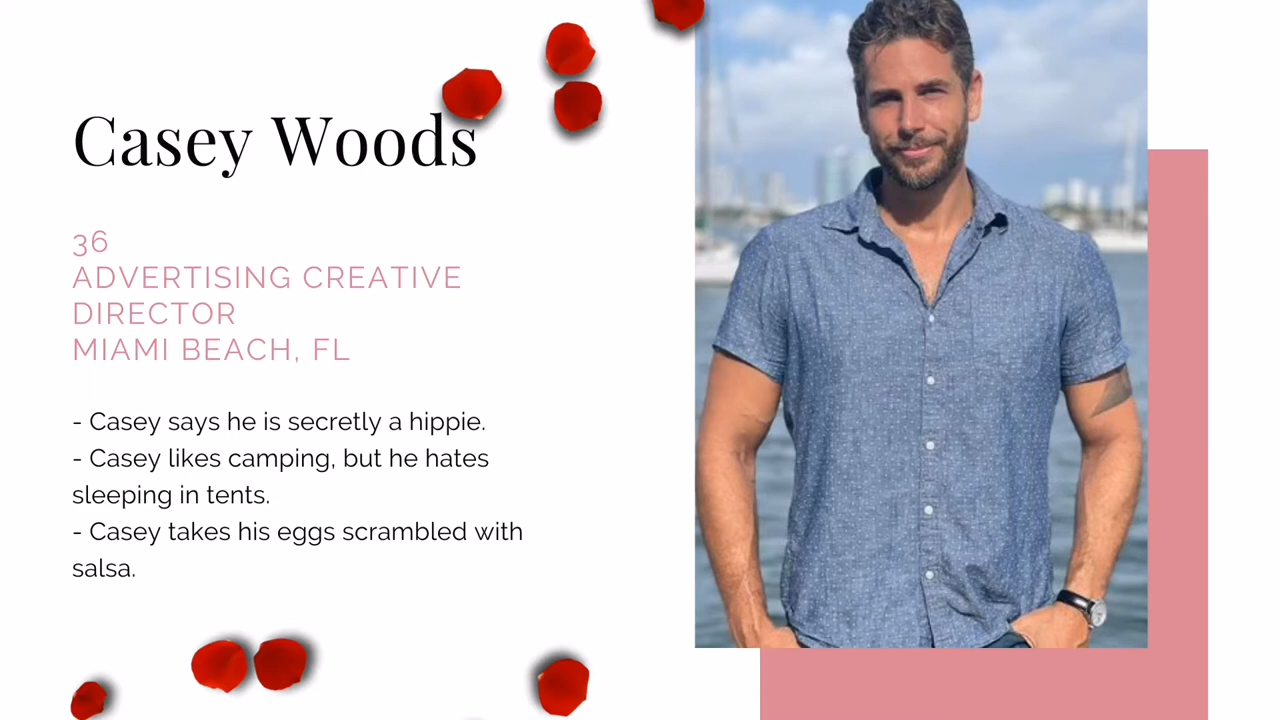 Casey Woods
36
ADVERTISING CREATIVE
DIRECTOR
MIAMI BEACH, FL
- Casey says he is secretly a hippie.
- Casey likes camping, but he hates
sleeping in tents.
- Casey takes his eggs scrambled with
salsa.